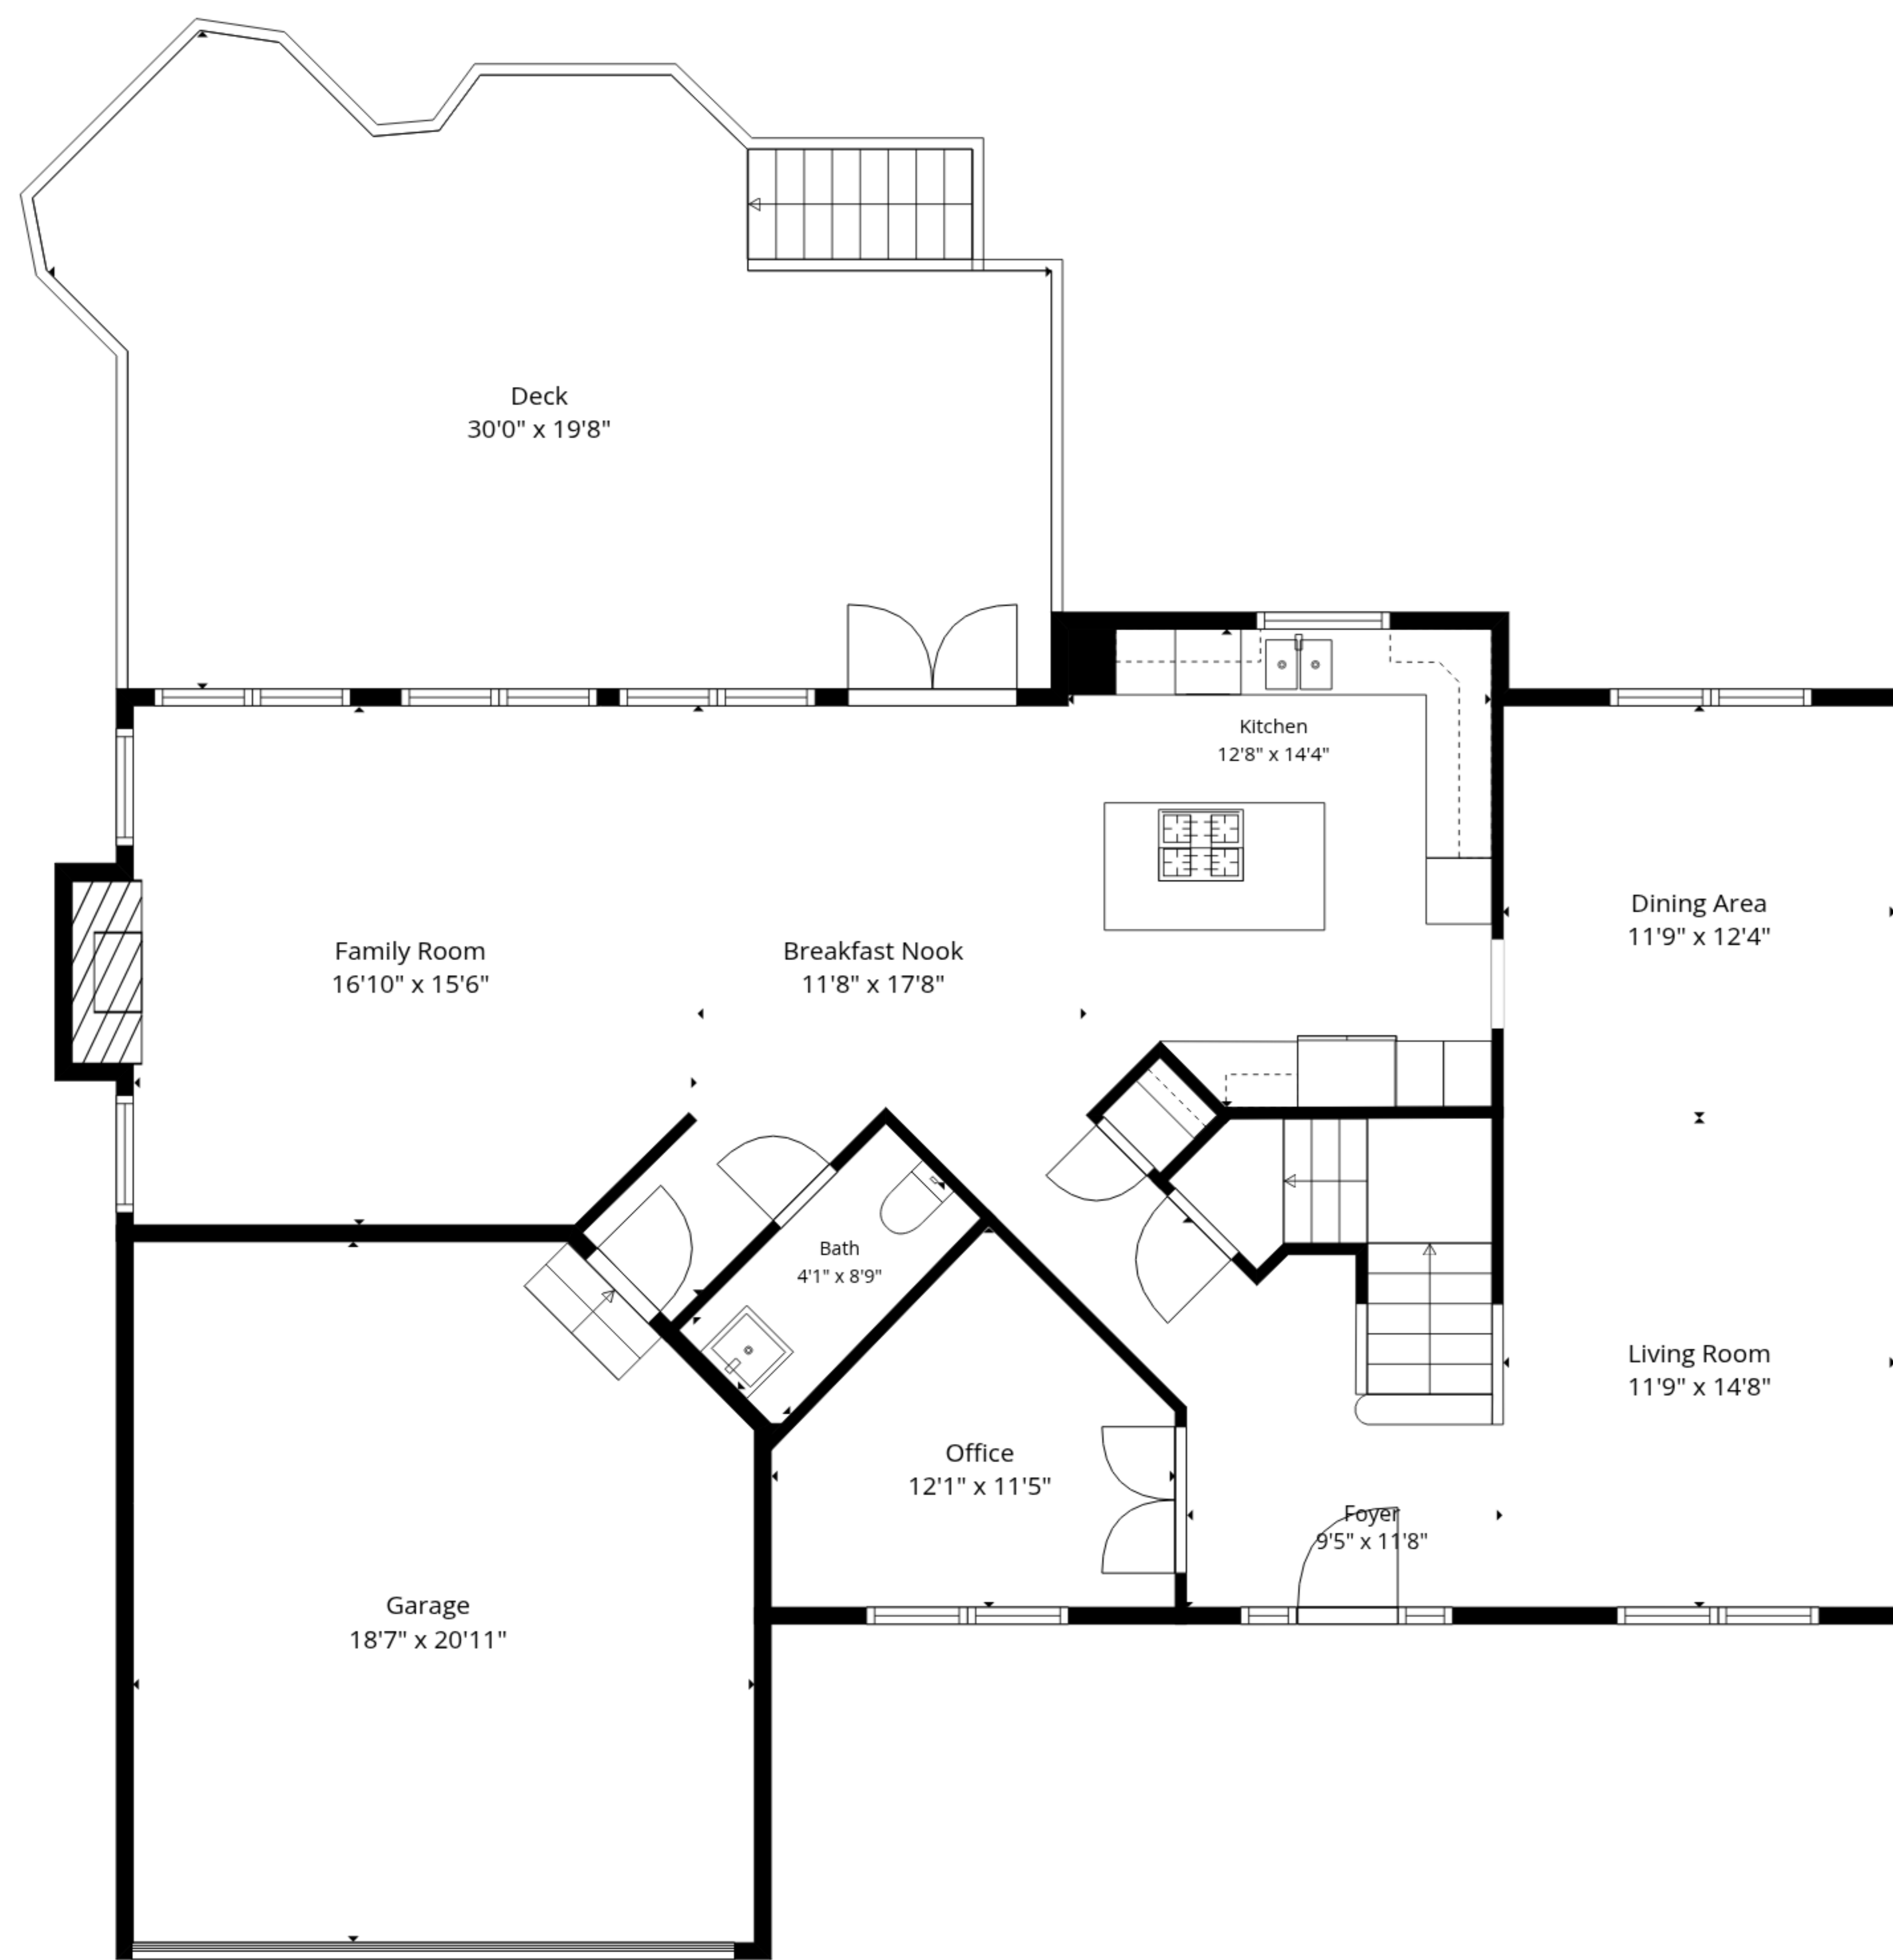 Deck
30'0" x 19'8"
Kitchen
12'8" x 14'4"
Dining Area
11'9" x 12'4"
Family Room
16'10" x 15'6"
Breakfast Nook
11'8" x 17'8"
Bath
4'1" x 8'9"
Living Room
11'9" x 14'8"
Office
12'1" x 11'5"
Foyer
9'5" x 11'8"
Garage
18'7" x 20'11"